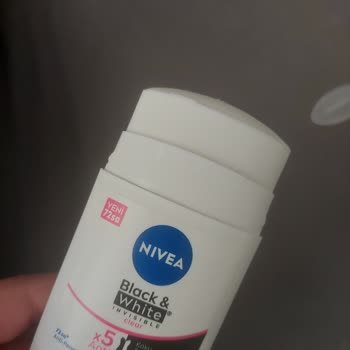 YENİ
72sa.
NIVEA
Black &
White®
INVISIBLE
clear
x5